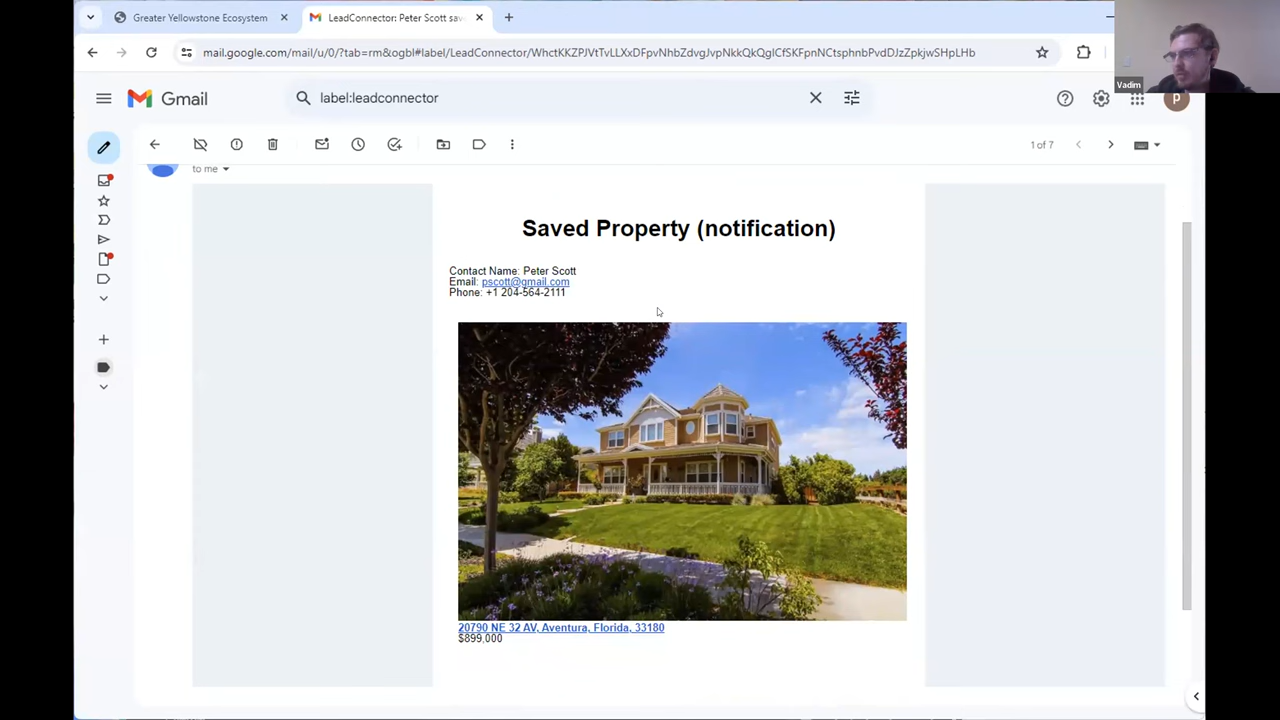 Greater Yellowstone Ecosystem
LeadConnector: Peter Scott sav
mail.google.com/mail/u/0/?tab=rm&ogbl#label/LeadConnector/WhctKKZPJVtTvLLXxDFpvNhbZdvgJvpNkkQkQglCfSKFpnNCtsphnbPvdDJzZpkjwSHpLHb
Vadim
Gmail
label:leadconnector
p
1 of 7
to me
Saved Property (notification)
Contact Name: Peter Scott
Email: pscott@gmail.com
Phone: +1 204-564-2111
20790 NE 32 AV, Aventura, Florida, 33180
$899,000